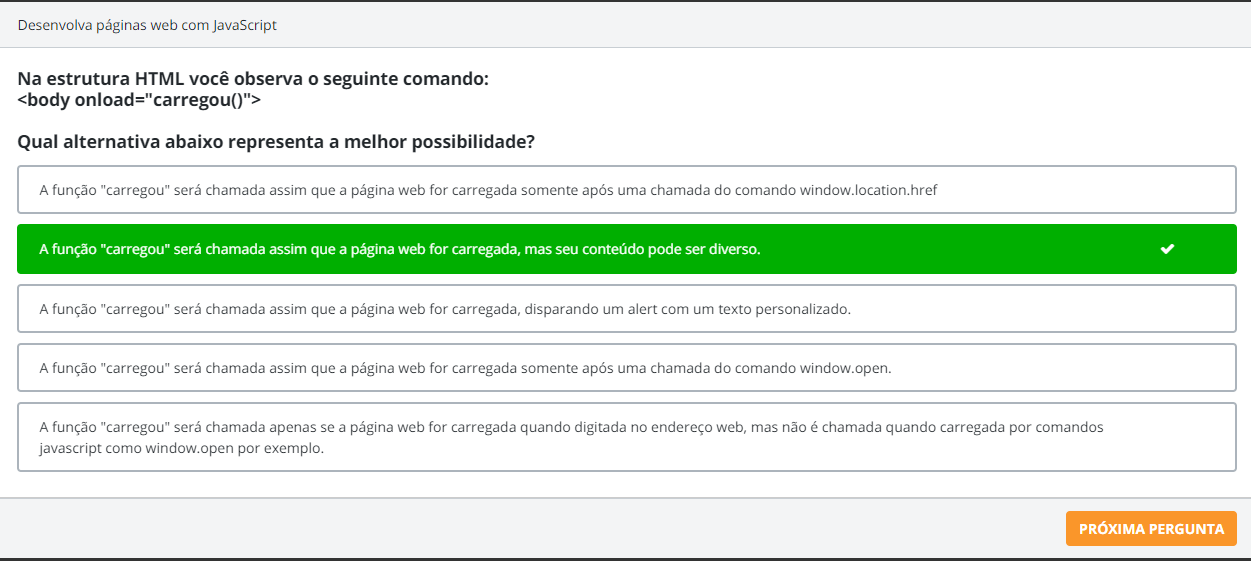 Desenvolva páginas web com JavaScript
Na estrutura HTML você observa o seguinte comando:
<body onload="carregou()">
Qual alternativa abaixo representa a melhor possibilidade?
A função "carregou" será chamada assim que a página web for carregada somente após uma chamada do comando window.location.href
A função "carregou" será chamada assim que a página web for carregada, mas seu conteúdo pode ser diverso.
A função "carregou" será chamada assim que a página web for carregada, disparando um alert com um texto personalizado.
A função "carregou" será chamada assim que a página web for carregada somente após uma chamada do comando window.open.
A função "carregou" será chamada apenas se a página web for carregada quando digitada no endereço web, mas não é chamada quando carregada por comandos
javascript como window.open por exemplo.
PRÓXIMA PERGUNTA